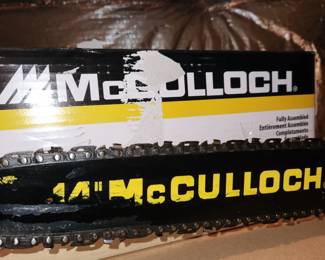 McCULLOCH®
Fully Assembled
Entièrement Assemblée
Completamente
14" McCULLOCH